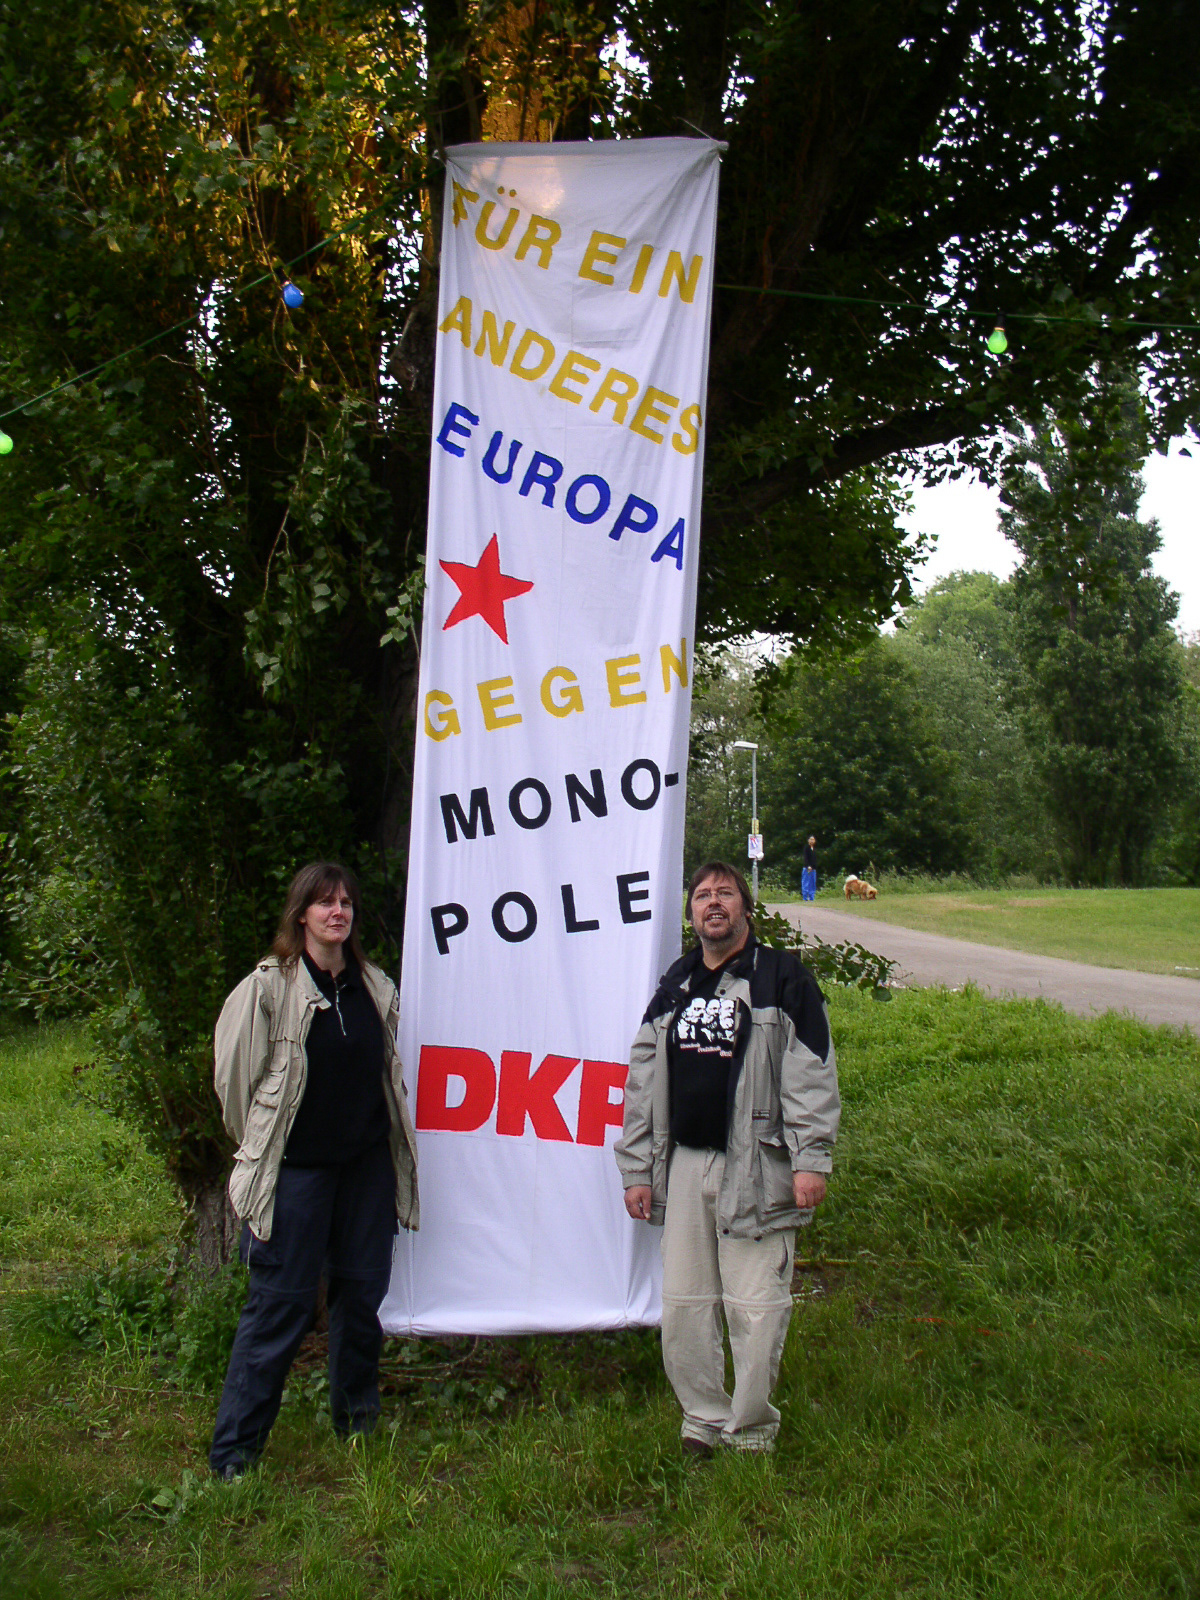 FÜR EIN
ANDERES
EUROPA
GEGEN
MONO-
POLE
DKP